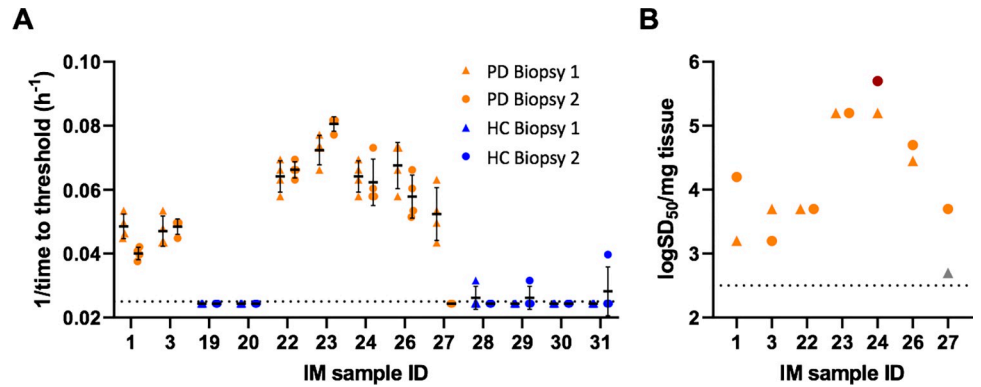 A
1/time to threshold (h⁻¹)
0.10
0.08
0.06
0.04
0.02
PD Biopsy 1
PD Biopsy 2
HC Biopsy 1
HC Biopsy 2
1 3 19 20 22 23 24 26 27 28 29 30 31
IM sample ID
B
logSD₅₀/mg tissue
6
5
4
3
2
1 3 22 23 24 26 27
IM sample ID